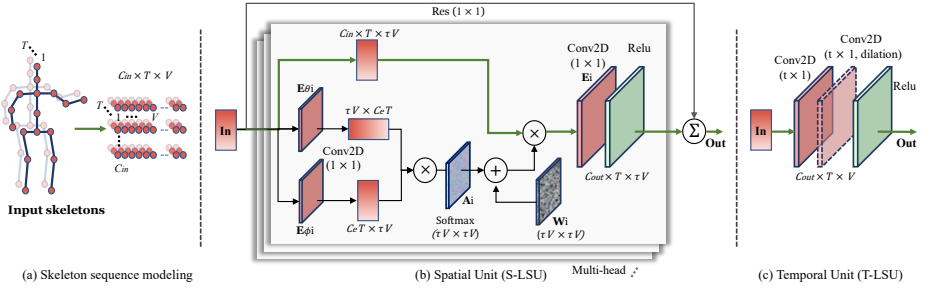 T
1
Cin × T × V
T
1
V
Cin
Input skeletons
(a) Skeleton sequence modeling
Res (1 × 1)
In
Cin × T × τV
Eθi
τV × CeT
Conv2D
(1 × 1)
Eϕi
CeT × τV
×
Ai
Softmax
(τV × τV)
+
Wi
(τV × τV)
×
Conv2D
(1 × 1)
Ei
Relu
Cout × T × τV
Σ
Out
Multi-head
(b) Spatial Unit (S-LSU)
In
Conv2D
(t × 1)
Conv2D
(t × 1, dilation)
Relu
Cout × T × V
Out
(c) Temporal Unit (T-LSU)